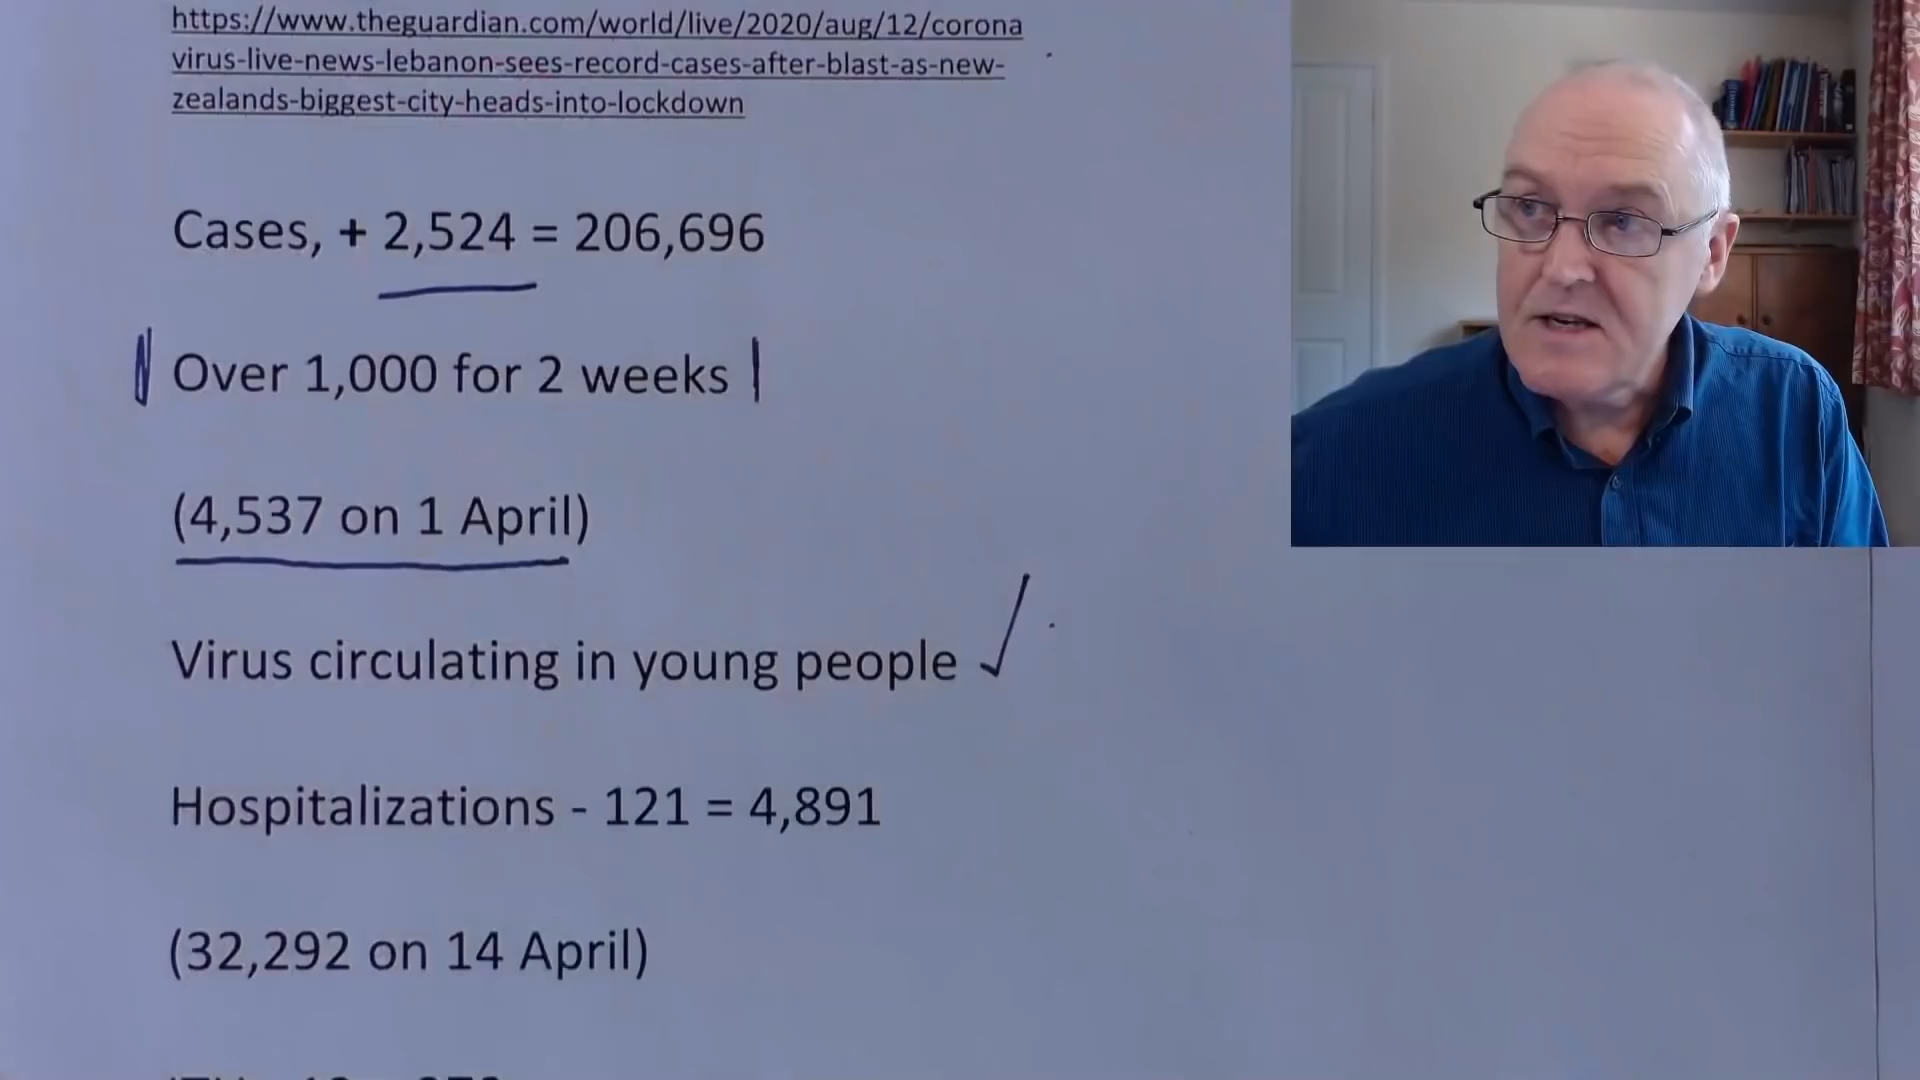 https://www.theguardian.com/world/live/2020/aug/12/corona
virus-live-news-lebanon-sees-record-cases-after-blast-as-new-
zealands-biggest-city-heads-into-lockdown
Cases, + 2,524 = 206,696
Over 1,000 for 2 weeks
(4,537 on 1 April)
Virus circulating in young people
Hospitalizations - 121 = 4,891
(32,292 on 14 April)